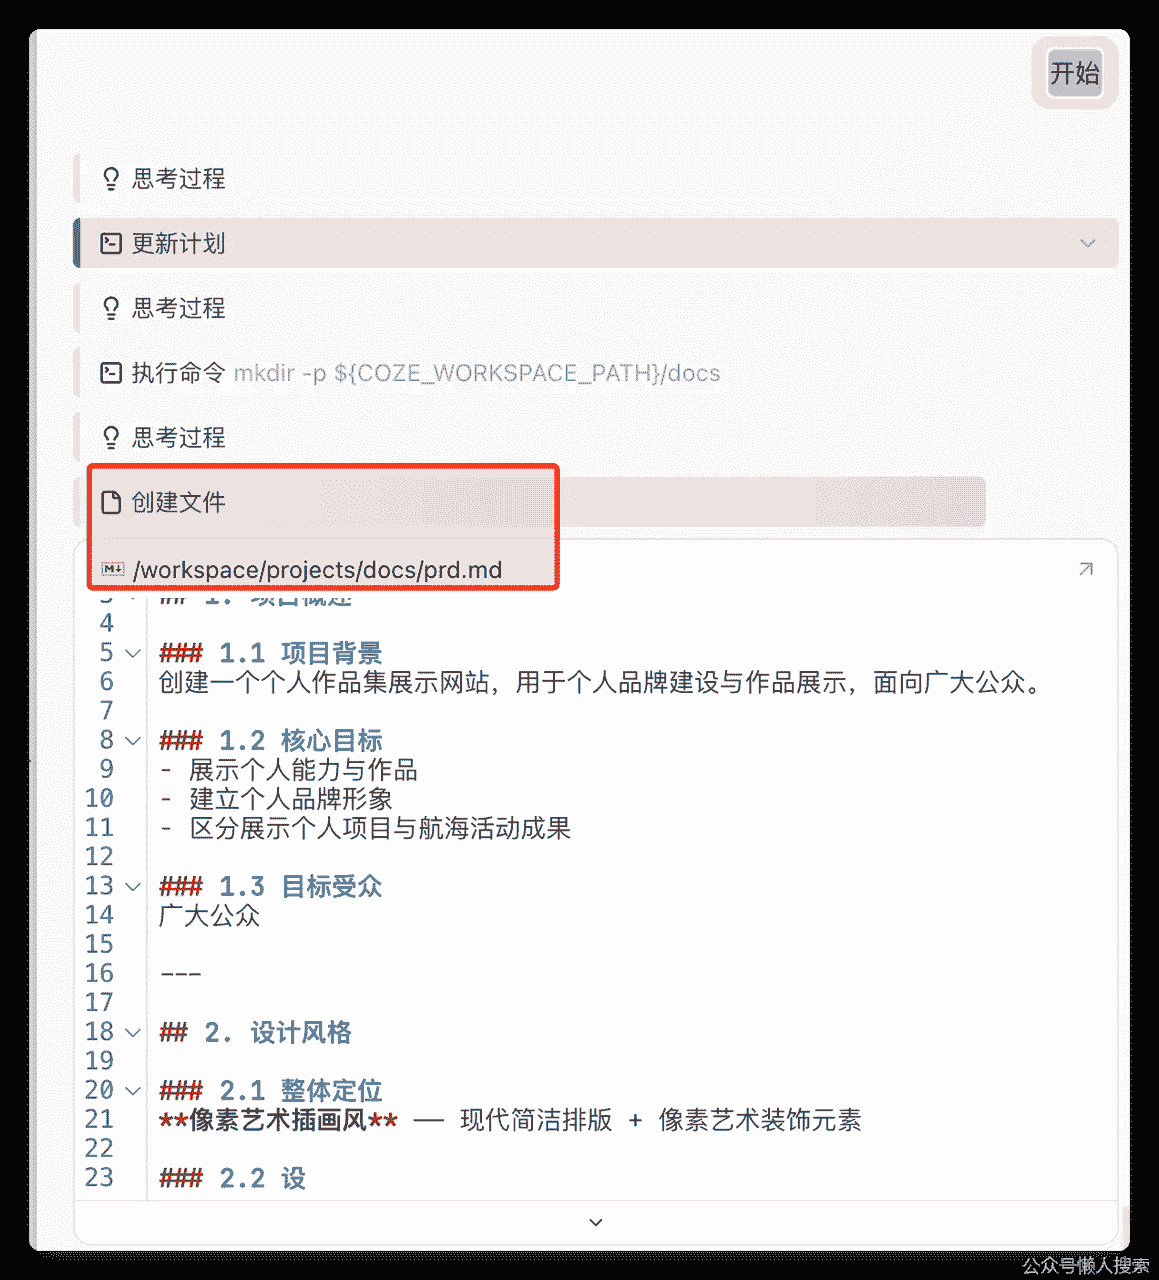 开始
思考过程
更新计划
思考过程
执行命令 mkdir -p ${COZE_WORKSPACE_PATH}/docs
思考过程
创建文件
/workspace/projects/docs/prd.md
3 ## 1. 项目概述
4
5 ### 1.1 项目背景
6 创建一个个人作品集展示网站，用于个人品牌建设与作品展示，面向广大公众。
7
8 ### 1.2 核心目标
9 - 展示个人能力与作品
10 - 建立个人品牌形象
11 - 区分展示个人项目与航海活动成果
12
13 ### 1.3 目标受众
14 广大公众
15
16 ---
17
18 ## 2. 设计风格
19
20 ### 2.1 整体定位
21 **像素艺术插画风** —— 现代简洁排版 + 像素艺术装饰元素
22
23 ### 2.2 设
公众号懒人搜索